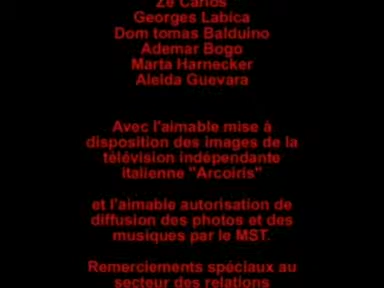 Zé Carlos
Georges Labica
Dom tomas Balduino
Ademar Bogo
Marta Harnecker
Aleida Guevara
Avec l'aimable mise à
disposition des images de la
télévision indépendante
italienne "Arcoiris"
et l'aimable autorisation de
diffusion des photos et des
musiques par le MST.
Remerciements spéciaux au
secteur des relations